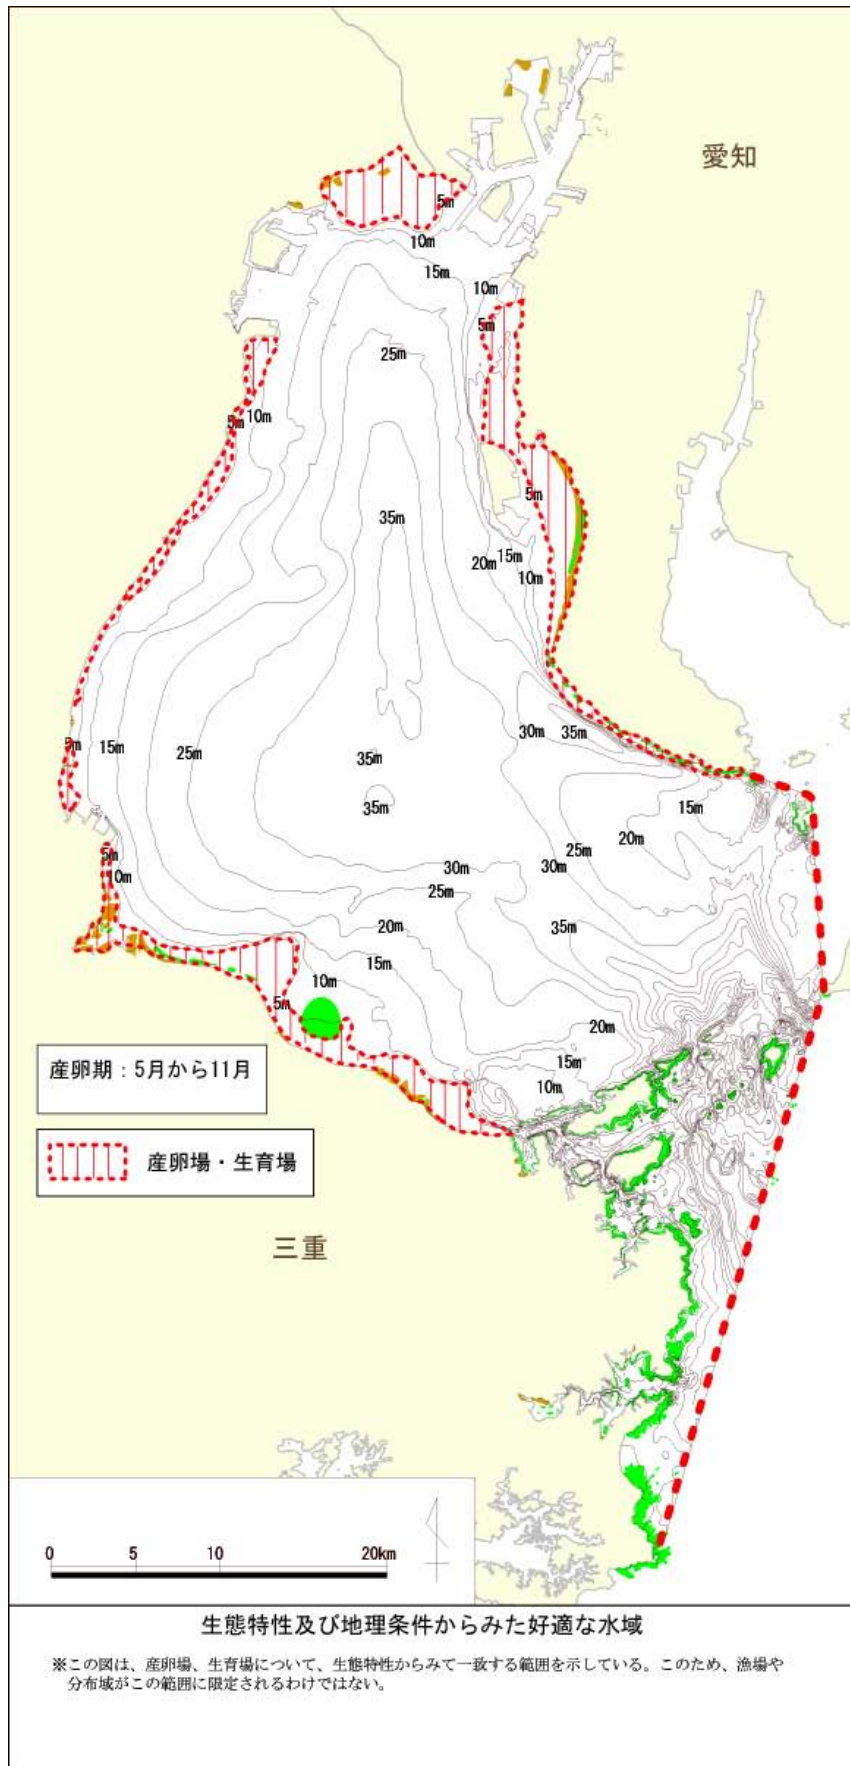 愛知
5m
10m
15m
10m
5m
25m
10m
5m
35m
5m
20m
15m
10m
30m
35m
5m
15m
25m
35m
35m
15m
20m
25m
30m
30m
25m
5m
10m
20m
35m
15m
10m
5m
20m
15m
10m
産卵期：5月から11月
産卵場・生育場
三重
0 5 10 20km
生態特性及び地理条件からみた好適な水域
※この図は、産卵場、生育場について、生態特性からみて一致する範囲を示している。このため、漁場や
分布域がこの範囲に限定されるわけではない。